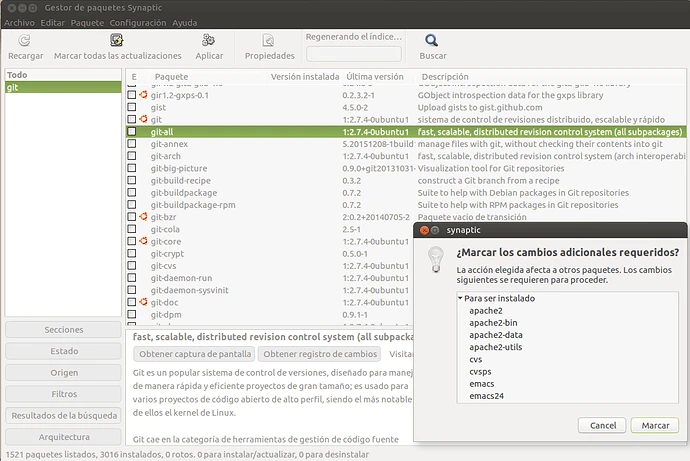 Gestor de paquetes Synaptic
Archivo Editar Paquete Configuración Ayuda
Recargar Marcar todas las actualizaciones Aplicar Propiedades Regenerando el índice... Buscar
Todo
git
E Paquete Versión instalada Última versión Descripción
gir1.2-gxps-0.1 0.2.3.2-1 GObject introspection data for the gxps library
gist 4.5.0-2 Upload gists to gist.github.com
git 1:2.7.4-0ubuntu1 sistema de control de revisiones distribuido, escalable y rápido
git-all 1:2.7.4-0ubuntu1 fast, scalable, distributed revision control system (all subpackages)
git-annex 5.20151208-1build manage files with git, without checking their contents into git
git-arch 1:2.7.4-0ubuntu1 fast, scalable, distributed revision control system (arch interoperabi
git-big-picture 0.9.0+git20131031- Visualization tool for Git repositories
git-build-recipe 0.3.2 construct a Git branch from a recipe
git-buildpackage 0.7.2 Suite to help with Debian packages in Git repositories
git-buildpackage-rpm 0.7.2 Suite to help with RPM packages in Git repositories
git-bzr 2:0.2+20140705-2 Paquete vacío de transición
git-cola 2.5-1
git-core 1:2.7.4-0ubuntu1
git-crypt 0.5.0-1
git-cvs 1:2.7.4-0ubuntu1
git-daemon-run 1:2.7.4-0ubuntu1
git-daemon-sysvinit 1:2.7.4-0ubuntu1
git-doc 1:2.7.4-0ubuntu1
git-dpm 0.9.1-1
synaptic
¿Marcar los cambios adicionales requeridos?
La acción elegida afecta a otros paquetes. Los cambios
siguientes se requieren para proceder.
Para ser instalado
apache2
apache2-bin
apache2-data
apache2-utils
cvs
cvsps
emacs
emacs24
Cancel Marcar
Secciones
Estado
Origen
Filtros
Resultados de la búsqueda
Arquitectura
fast, scalable, distributed revision control system (all subpacka
Obtener captura de pantalla Obtener registro de cambios Visitar
Git es un popular sistema de control de versiones, diseñado para manej
de manera rápida y eficiente proyectos de gran tamaño; es usado para
varios proyectos de código abierto de alto perfil, siendo el más notable
de ellos el kernel de Linux.
Git cae en la categoría de herramientas de gestión de código fuente
1521 paquetes listados, 3016 instalados, 0 rotos. 0 para instalar/actualizar, 0 para desinstalar